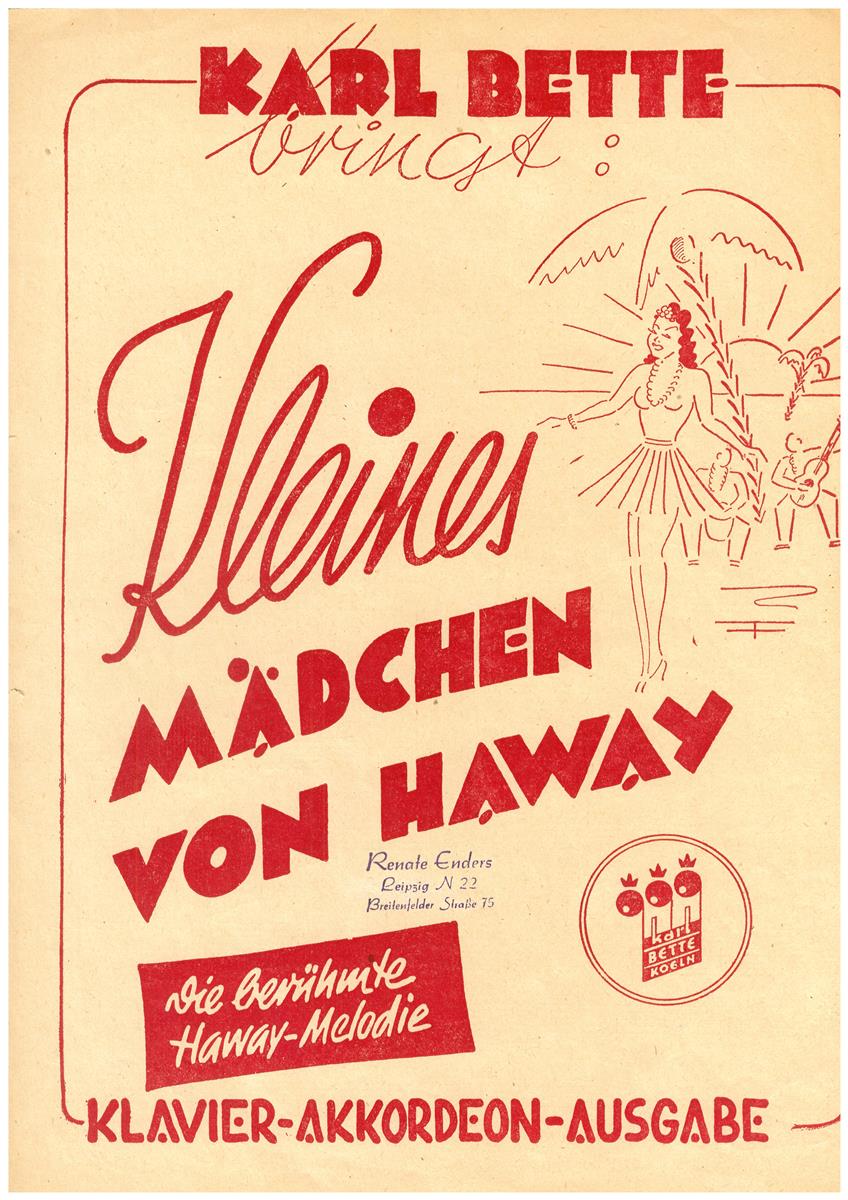 KARL BETTE
bringt:
Kleines
MÄDCHEN
VON HAWAY
Renate Enders
Leipzig N 22
Breitenfelder Straße 75
Karl
BETTE
KOELN
Die berühmte
Haway-Melodie
KLAVIER-AKKORDEON-AUSGABE